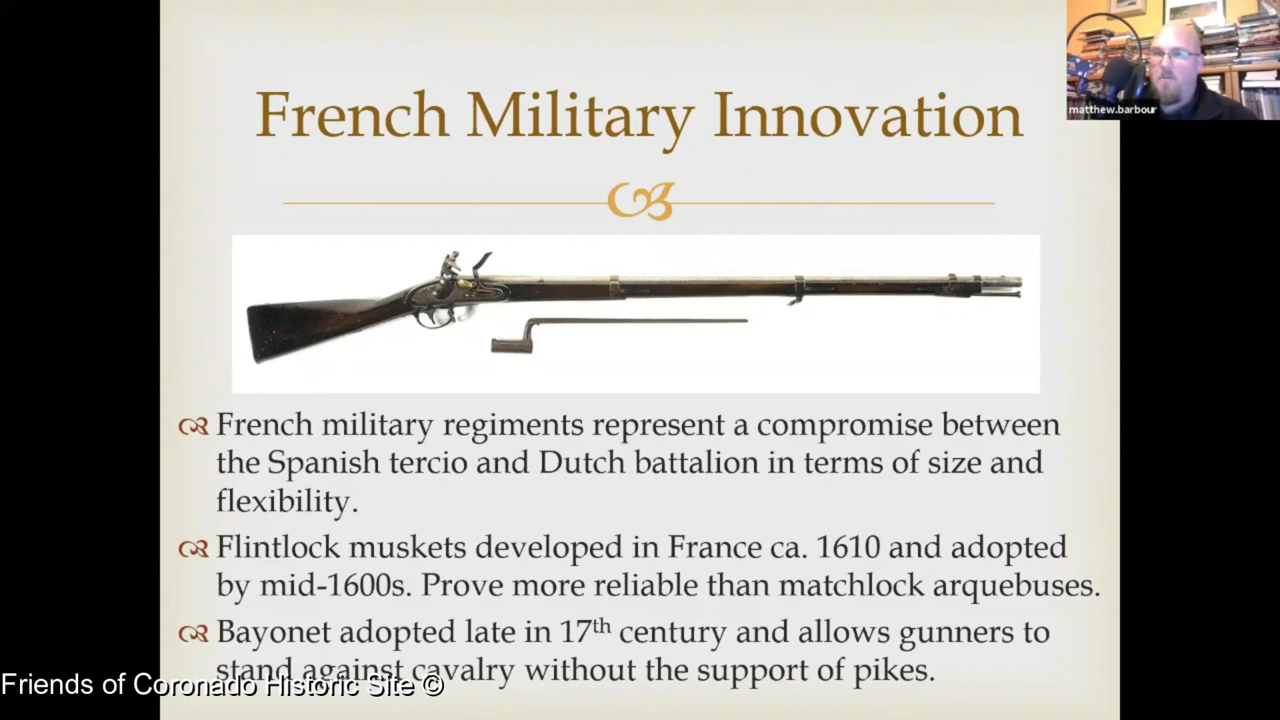 French Military Innovation
matthew.barbour
French military regiments represent a compromise between
the Spanish tercio and Dutch battalion in terms of size and
flexibility.
Flintlock muskets developed in France ca. 1610 and adopted
by mid-1600s. Prove more reliable than matchlock arquebuses.
Bayonet adopted late in 17th century and allows gunners to
stand against cavalry without the support of pikes.
Friends of Coronado Historic Site ©